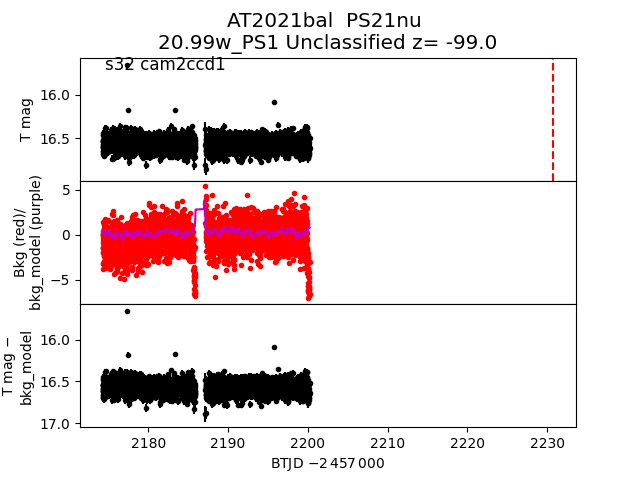 AT2021bal  PS21nu
20.99w_PS1 Unclassified z= -99.0
s32 cam2ccd1
T mag
16.0
16.5
Bkg (red)/
bkg_model (purple)
5
0
−5
T mag −
bkg_model
16.0
16.5
17.0
2180 2190 2200 2210 2220 2230
BTJD −2 457 000